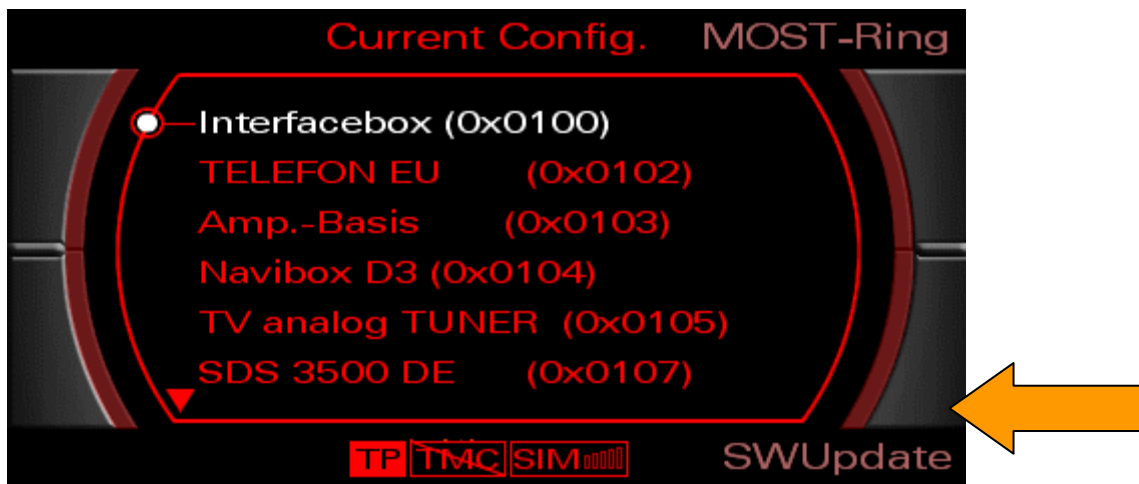 Current Config. MOST-Ring
Interfacebox (0x0100)
TELEFON EU (0x0102)
Amp.-Basis (0x0103)
Navibox D3 (0x0104)
TV analog TUNER (0x0105)
SDS 3500 DE (0x0107)
TP TMC SIM SWUpdate